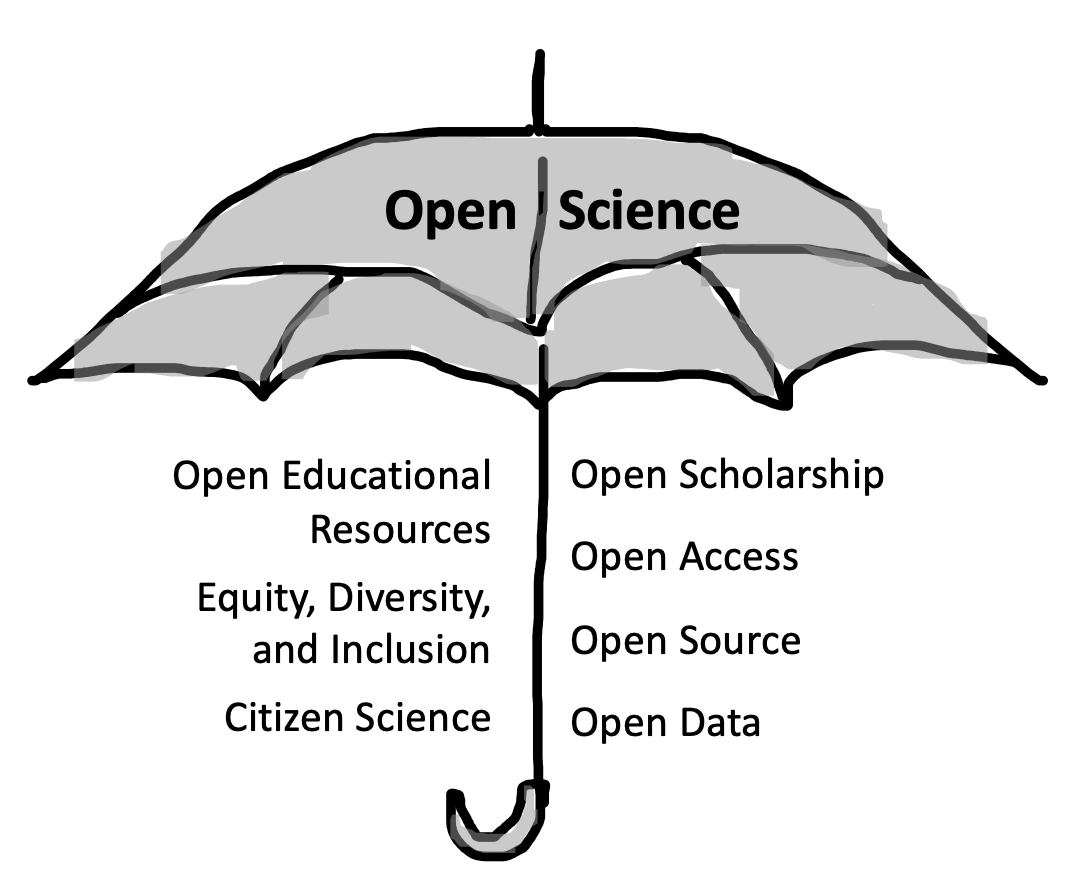 Open Science
Open Educational
Resources
Equity, Diversity,
and Inclusion
Citizen Science
Open Scholarship
Open Access
Open Source
Open Data